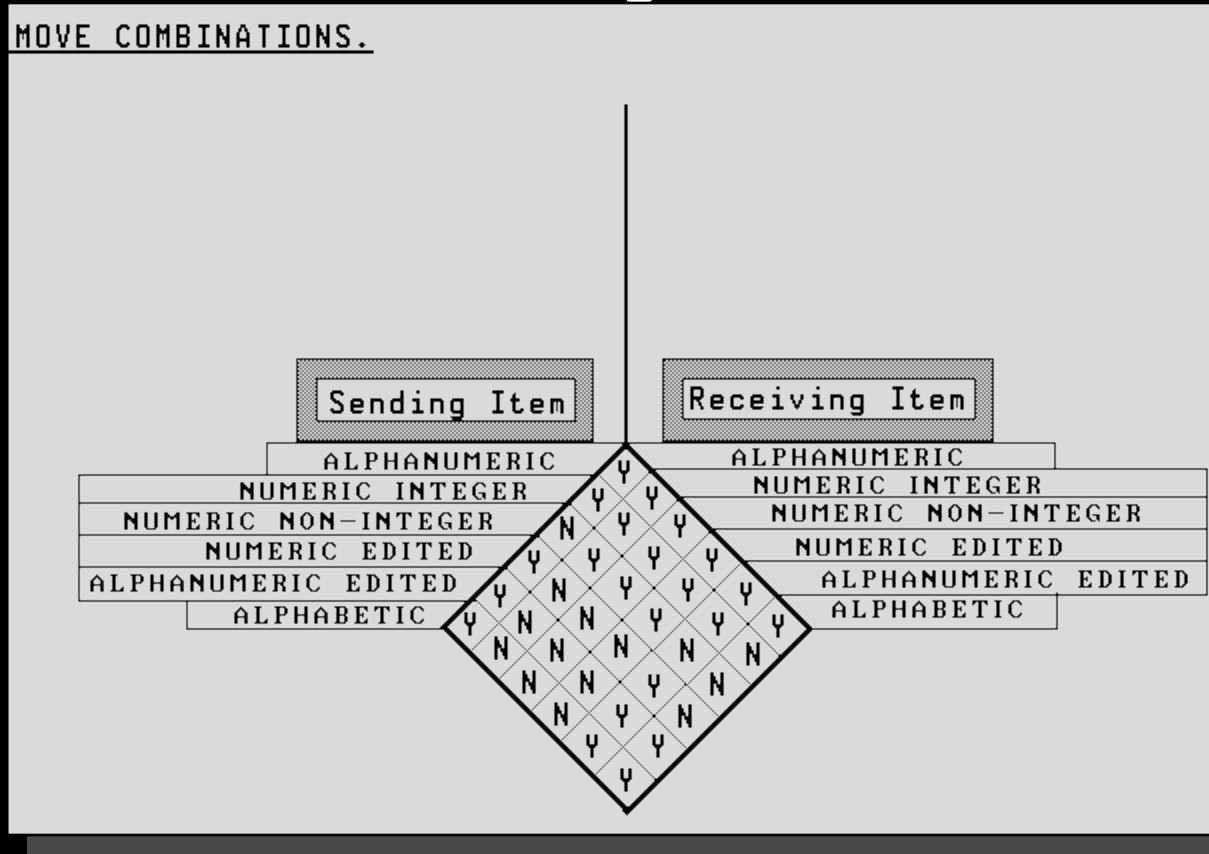 MOVE COMBINATIONS.
Sending Item Receiving Item
ALPHANUMERIC Y ALPHANUMERIC
NUMERIC INTEGER Y Y NUMERIC INTEGER
NUMERIC NON-INTEGER N Y Y NUMERIC NON-INTEGER
NUMERIC EDITED Y Y Y Y NUMERIC EDITED
ALPHANUMERIC EDITED Y N Y Y Y ALPHANUMERIC EDITED
ALPHABETIC Y N N Y Y Y ALPHABETIC
N N N N N
N N Y N
N Y N
Y Y
Y